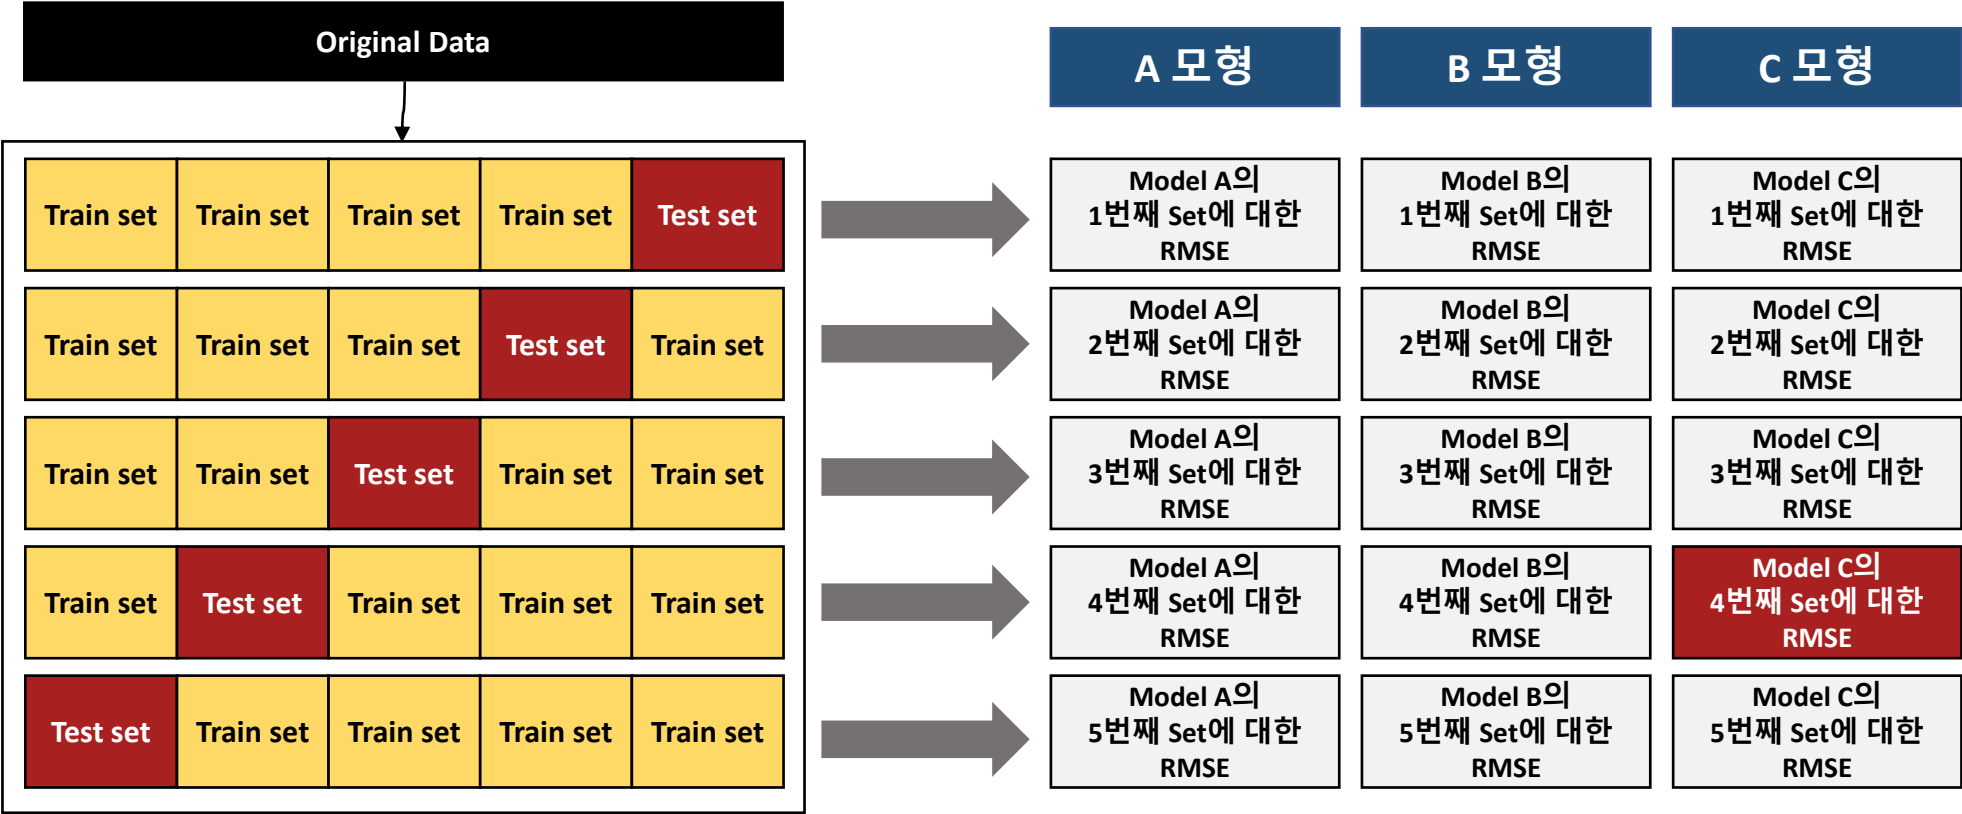 Original Data
A 모형
B 모형
C 모형
Train set
Train set
Train set
Train set
Test set
Model A의
1번째 Set에 대한
RMSE
Model B의
1번째 Set에 대한
RMSE
Model C의
1번째 Set에 대한
RMSE
Train set
Train set
Train set
Test set
Train set
Model A의
2번째 Set에 대한
RMSE
Model B의
2번째 Set에 대한
RMSE
Model C의
2번째 Set에 대한
RMSE
Train set
Train set
Test set
Train set
Train set
Model A의
3번째 Set에 대한
RMSE
Model B의
3번째 Set에 대한
RMSE
Model C의
3번째 Set에 대한
RMSE
Train set
Test set
Train set
Train set
Train set
Model A의
4번째 Set에 대한
RMSE
Model B의
4번째 Set에 대한
RMSE
Model C의
4번째 Set에 대한
RMSE
Test set
Train set
Train set
Train set
Train set
Model A의
5번째 Set에 대한
RMSE
Model B의
5번째 Set에 대한
RMSE
Model C의
5번째 Set에 대한
RMSE